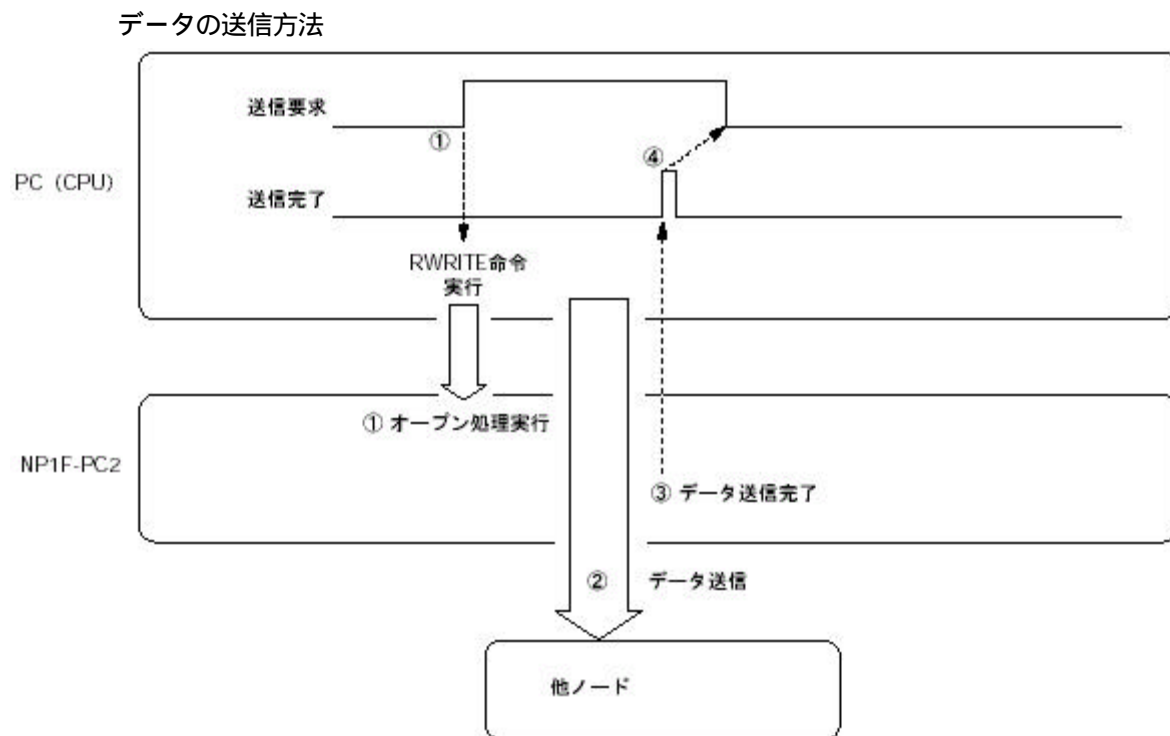 データの送信方法
送信要求
①
④
PC (CPU)
送信完了
RWRITE命令
実行
① オープン処理実行
NP1F-PC2
③ データ送信完了
② データ送信
他ノード